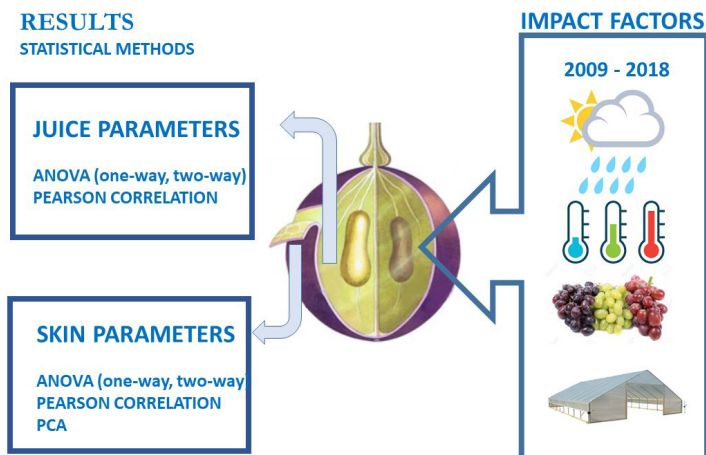 RESULTS
STATISTICAL METHODS
JUICE PARAMETERS
ANOVA (one-way, two-way)
PEARSON CORRELATION
SKIN PARAMETERS
ANOVA (one-way, two-way)
PEARSON CORRELATION
PCA
IMPACT FACTORS
2009 - 2018